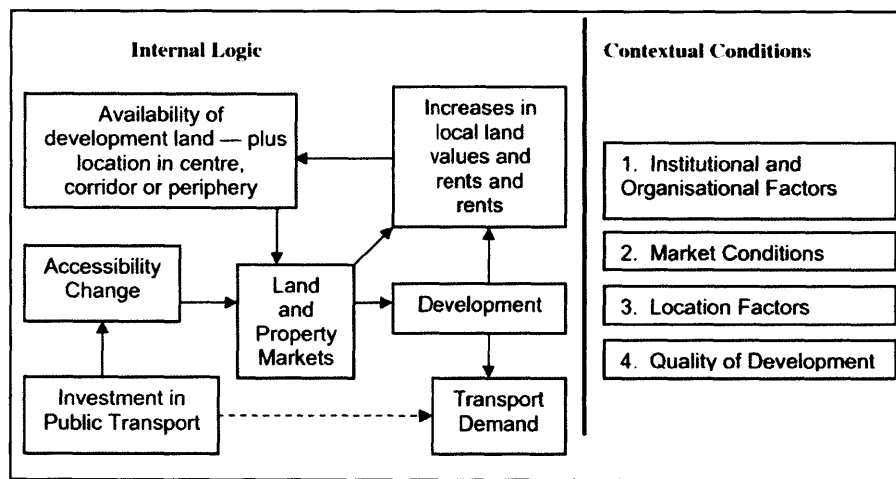 Internal Logic
Availability of
development land — plus
location in centre,
corridor or periphery
Increases in
local land
values and
rents and
rents
Accessibility
Change
Land
and
Property
Markets
Development
Investment in
Public Transport
Transport
Demand
Contextual Conditions
1. Institutional and
Organisational Factors
2. Market Conditions
3. Location Factors
4. Quality of Development